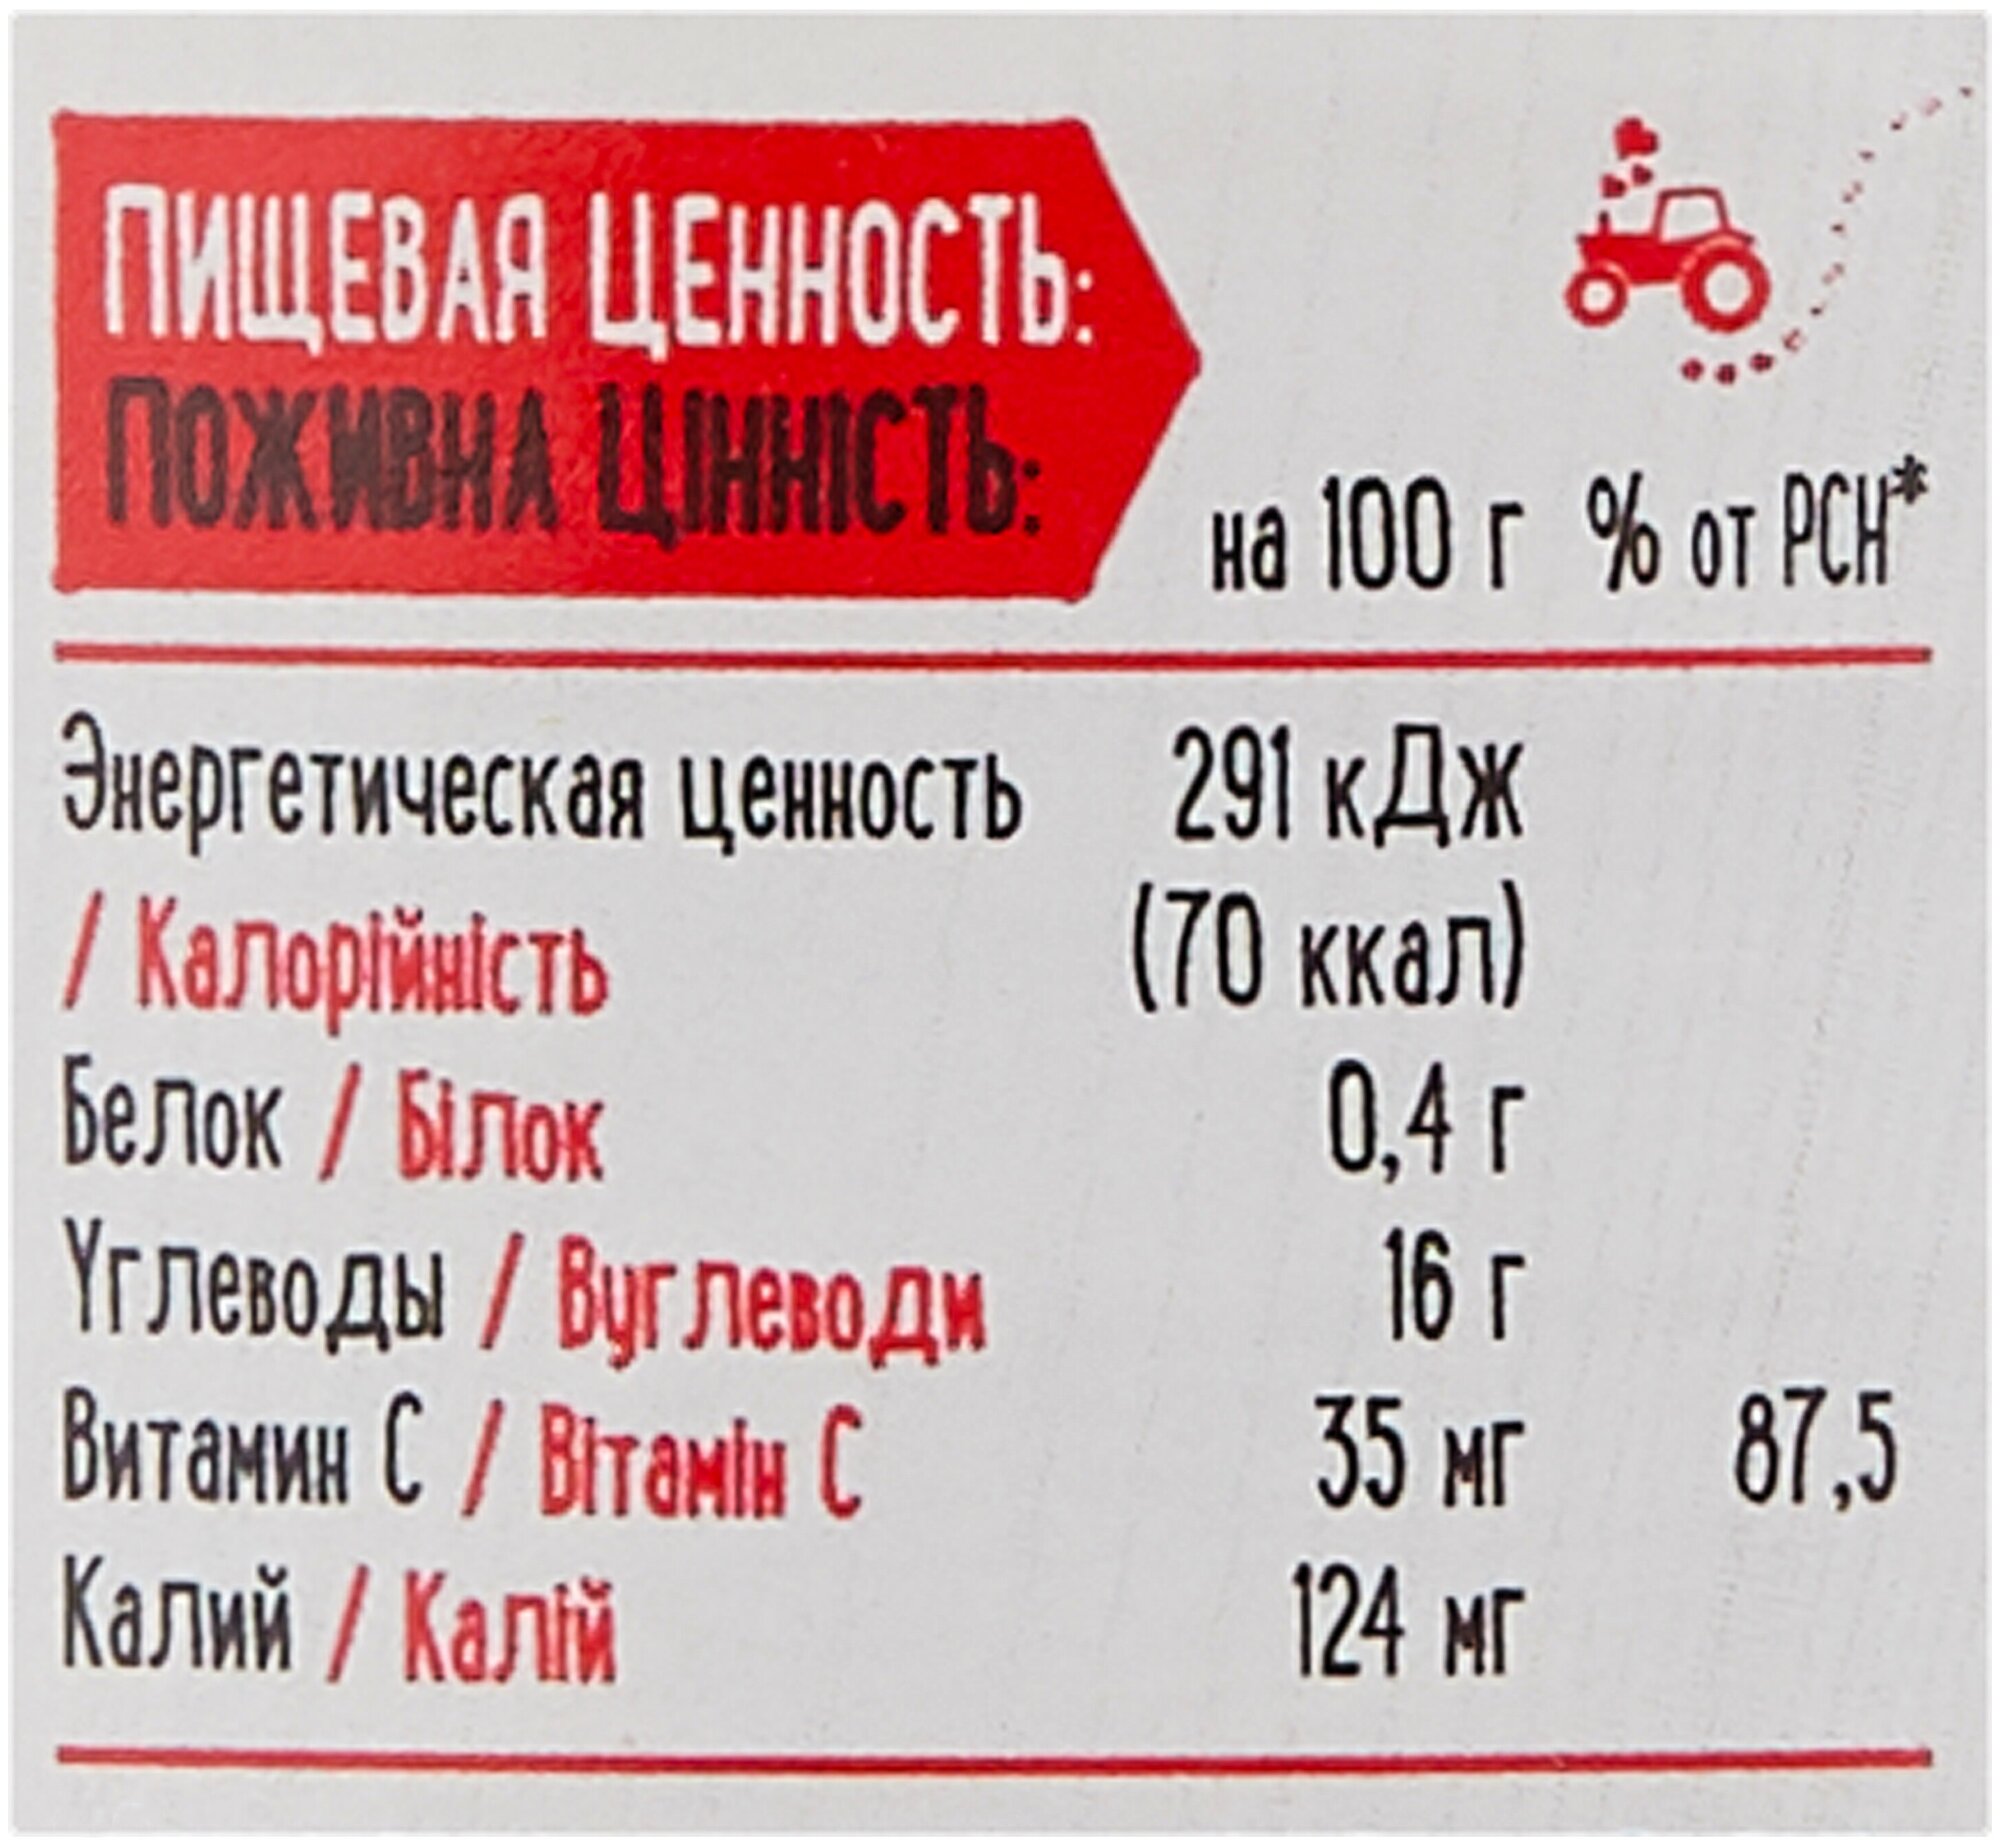 ПИЩЕВАЯ ЦЕННОСТЬ:
ПОЖИВНА ЦІННІСТЬ:
на 100 г % от РСН*
Энергетическая ценность 291 кДж
/ Калорійність (70 ккал)
Белок / Білок 0,4 г
Углеводы / Вуглеводи 16 г
Витамин С / Вітамін С 35 мг 87,5
Калий / Калій 124 мг